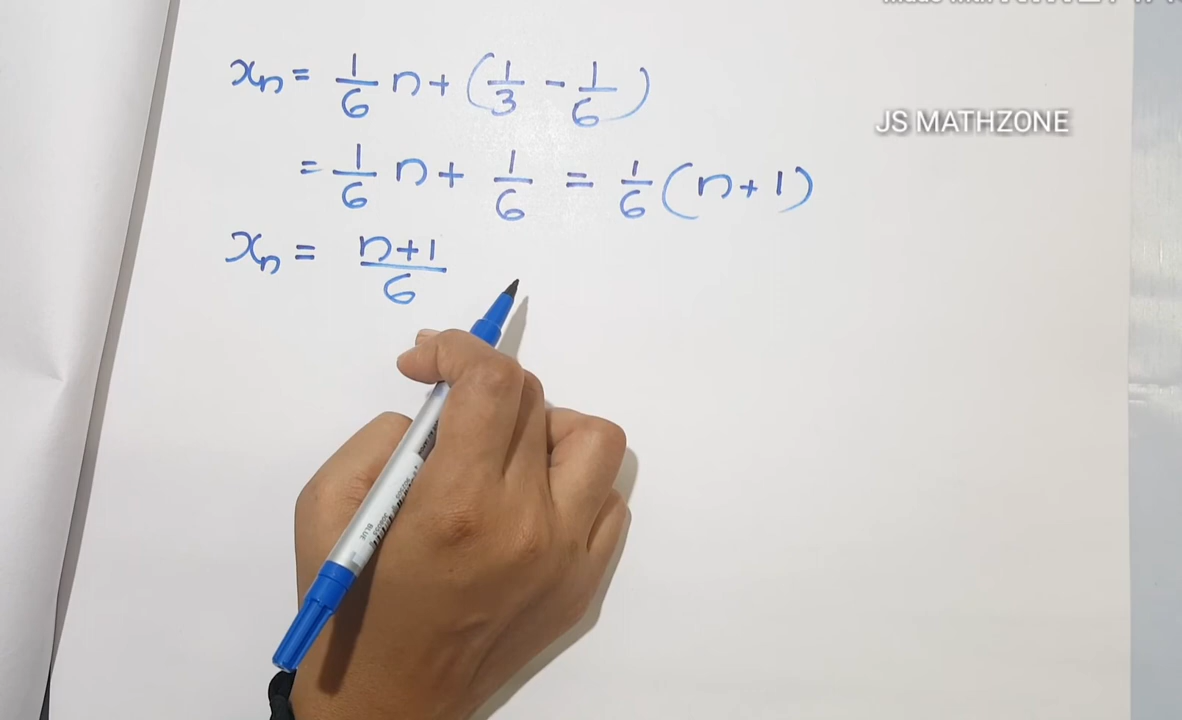 xₙ = 1/6 n + (1/3 - 1/6)
JS MATHZONE
= 1/6 n + 1/6 = 1/6 (n+1)
xₙ = n+1/6
BLUE